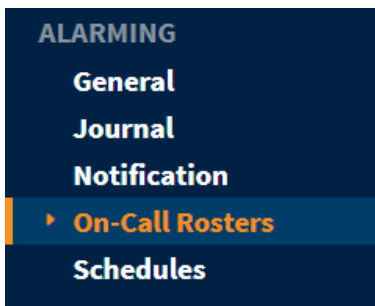 ALARMING
General
Journal
Notification
On-Call Rosters
Schedules